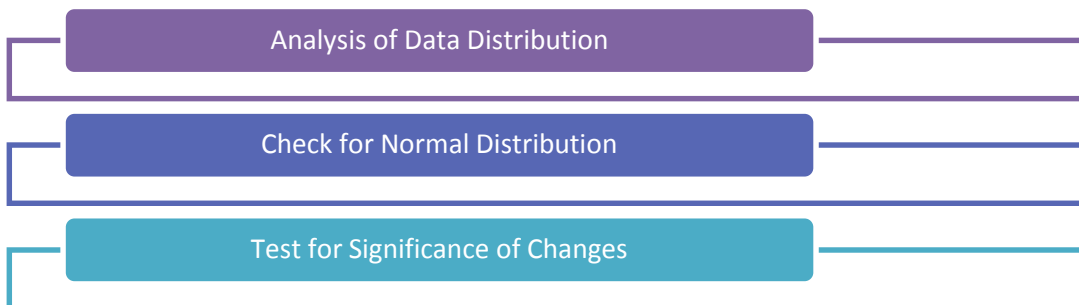 Analysis of Data Distribution
Check for Normal Distribution
Test for Significance of Changes